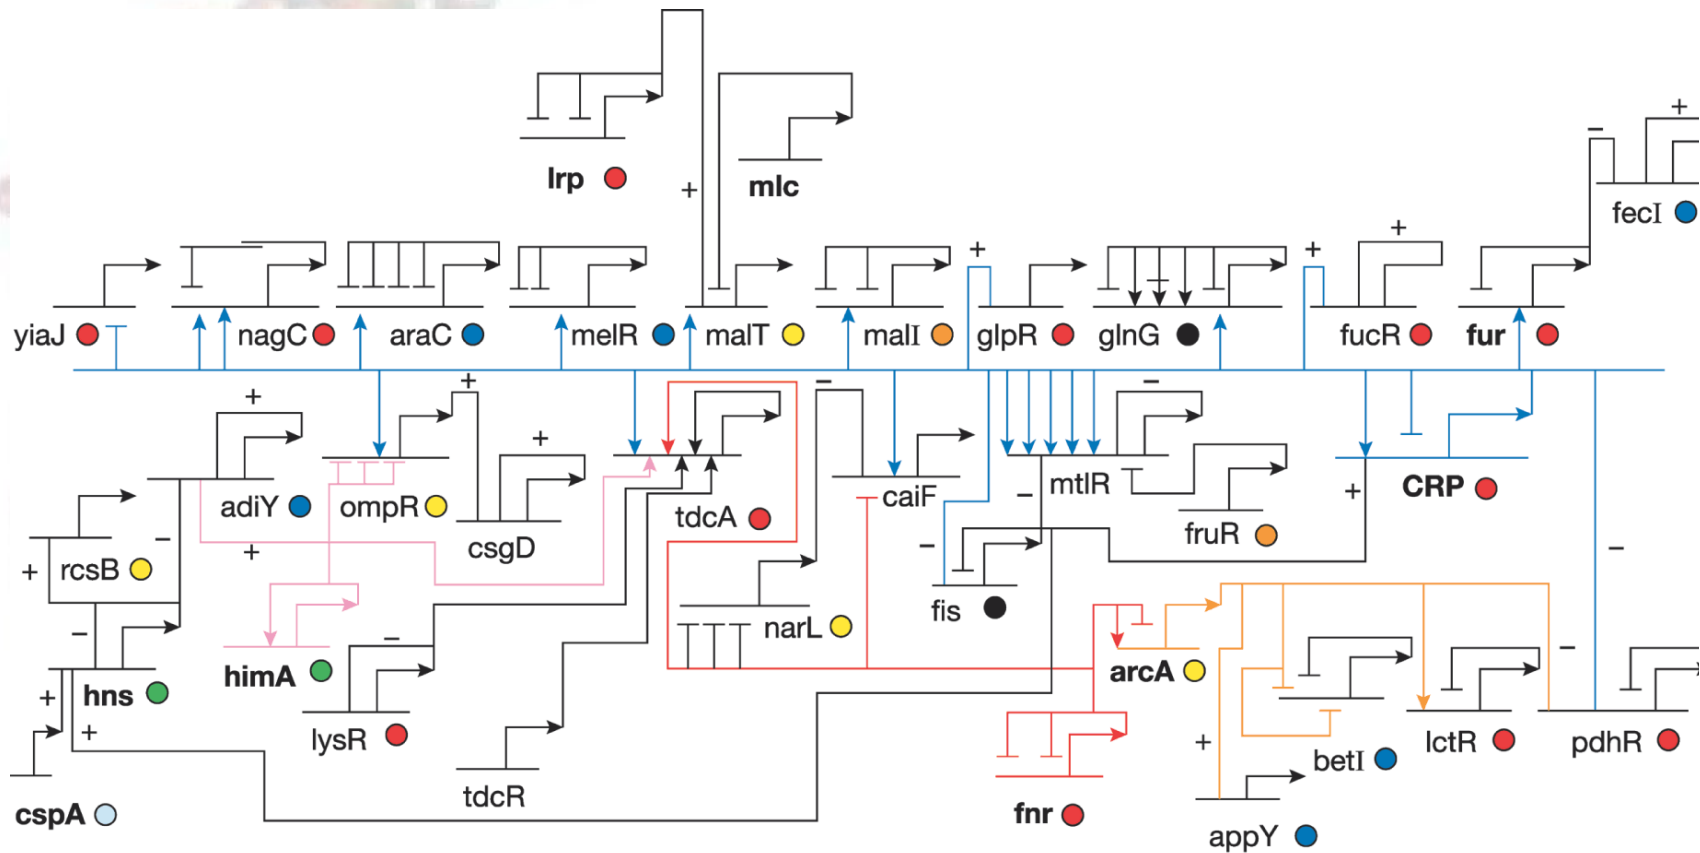 +
−
lrp
+
mlc
fecI
+
+
+
yiaJ
nagC
araC
melR
malT
malI
glpR
glnG
fucR
fur
+
−
−
+
+
adiY
ompR
csgD
tdcA
caiF
−
mtlR
+
CRP
fruR
−
+
−
−
+
rcsB
fis
narL
−
−
hns
himA
arcA
−
+
+
lysR
+
lctR
pdhR
betI
tdcR
cspA
fnr
appY